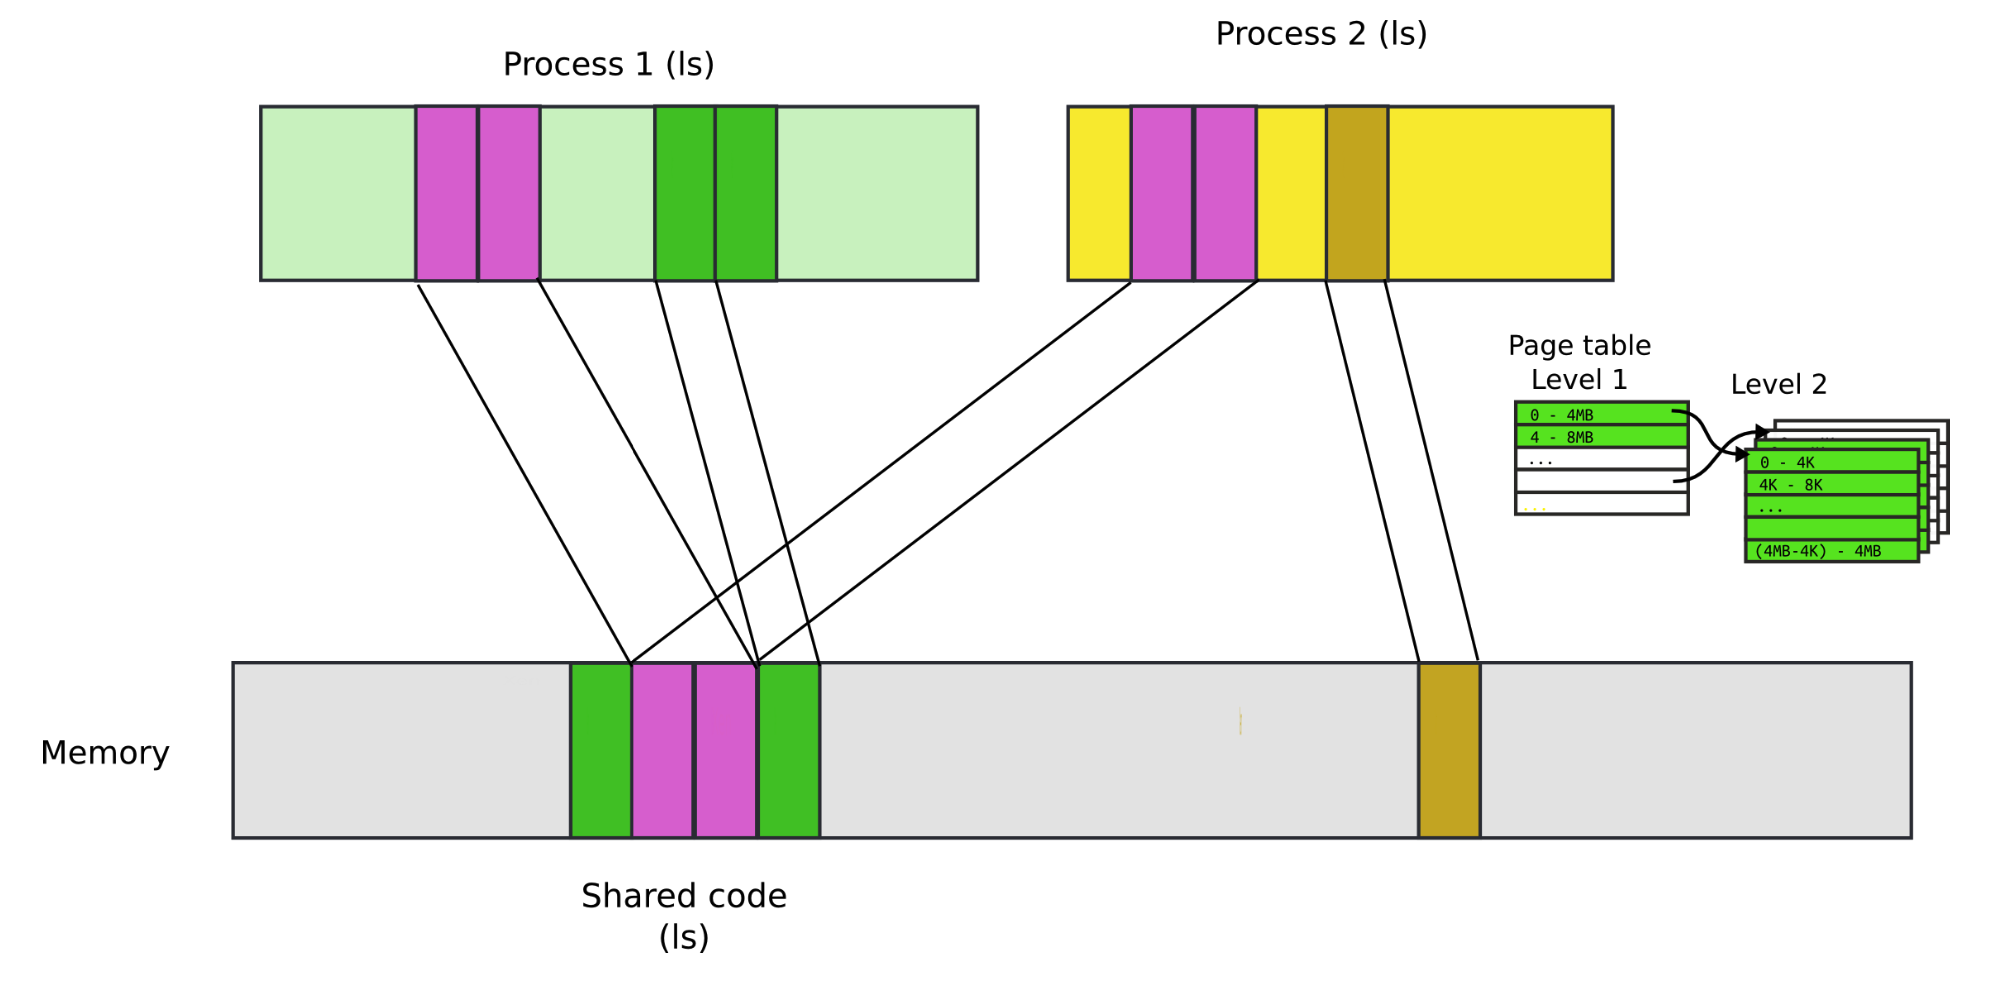 Process 1 (ls)
Process 2 (ls)
Page table
Level 1
Level 2
0 - 4MB
4 - 8MB
...
...
0 - 4K
4K - 8K
...
(4MB-4K) - 4MB
Memory
Shared code
(ls)